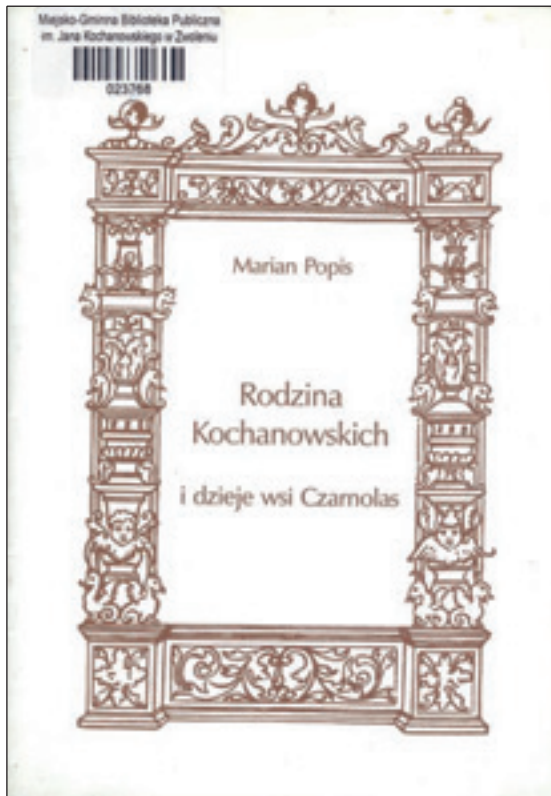 Miejsko-Gminna Biblioteka Publiczna
im. Jana Kochanowskiego w Zwoleniu
023768
Marian Popis
Rodzina
Kochanowskich
i dzieje wsi Czarnolas